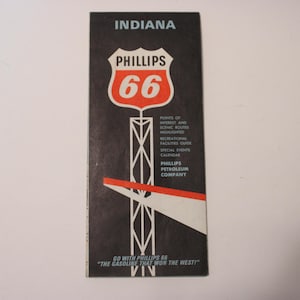 INDIANA
PHILLIPS
66
POINTS OF
INTEREST AND
SCENIC ROUTES
HIGHLIGHTED
RECREATIONAL
FACILITIES GUIDE
SPECIAL EVENTS
CALENDAR
PHILLIPS
PETROLEUM
COMPANY
GO WITH PHILLIPS 66
"THE GASOLINE THAT WON THE WEST!"